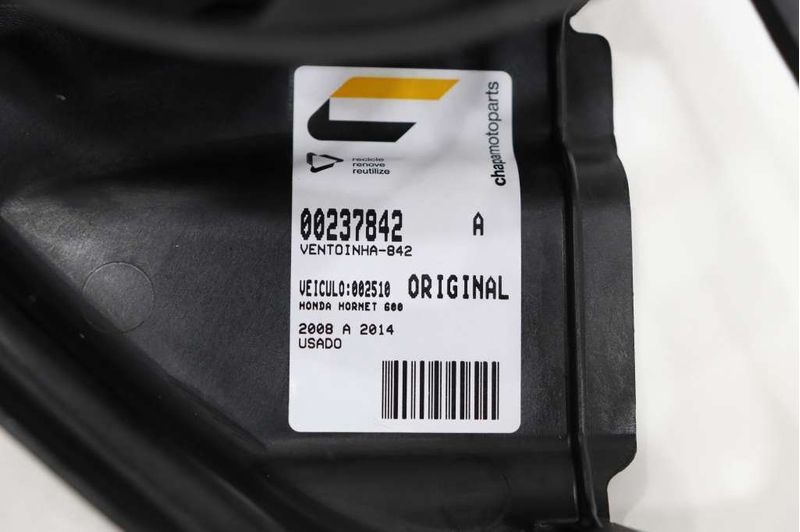 chapamotoparts
recicle
renove
reutilize
00237842 A
VENTOINHA-842
VEICULO:002510 ORIGINAL
HONDA HORNET 600
2008 A 2014
USADO